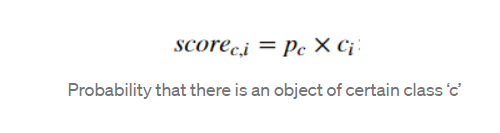 score_{c,i} = p_c × c_i
Probability that there is an object of certain class ‘c’